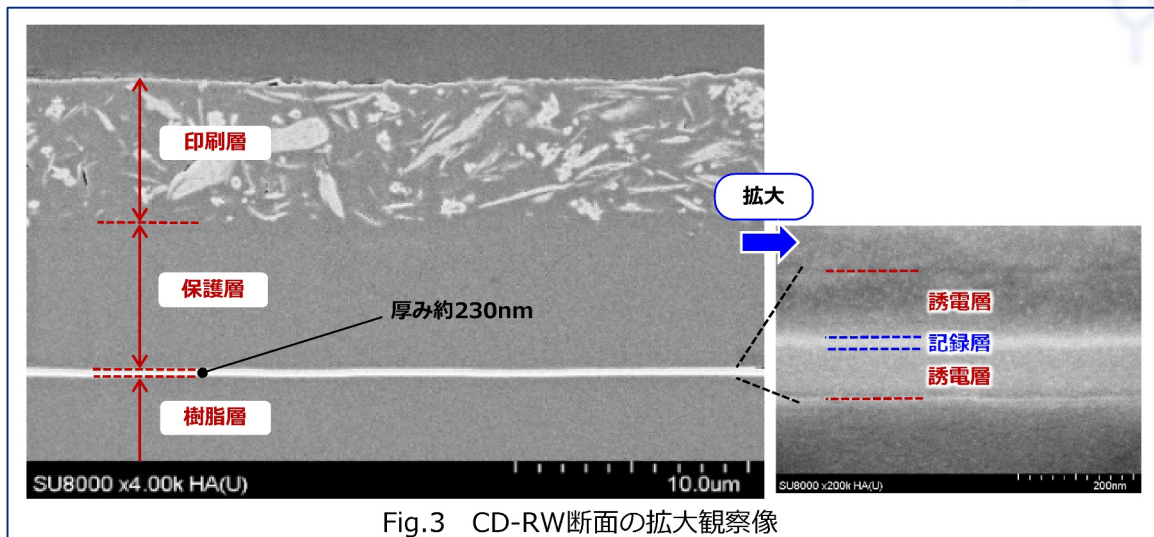 印刷層
拡大
保護層
厚み約230nm
誘電層
記録層
誘電層
樹脂層
SU8000 x4.00k HA(U)
10.0um
SU8000 x200k HA(U)
200nm
Fig.3 CD-RW断面の拡大観察像